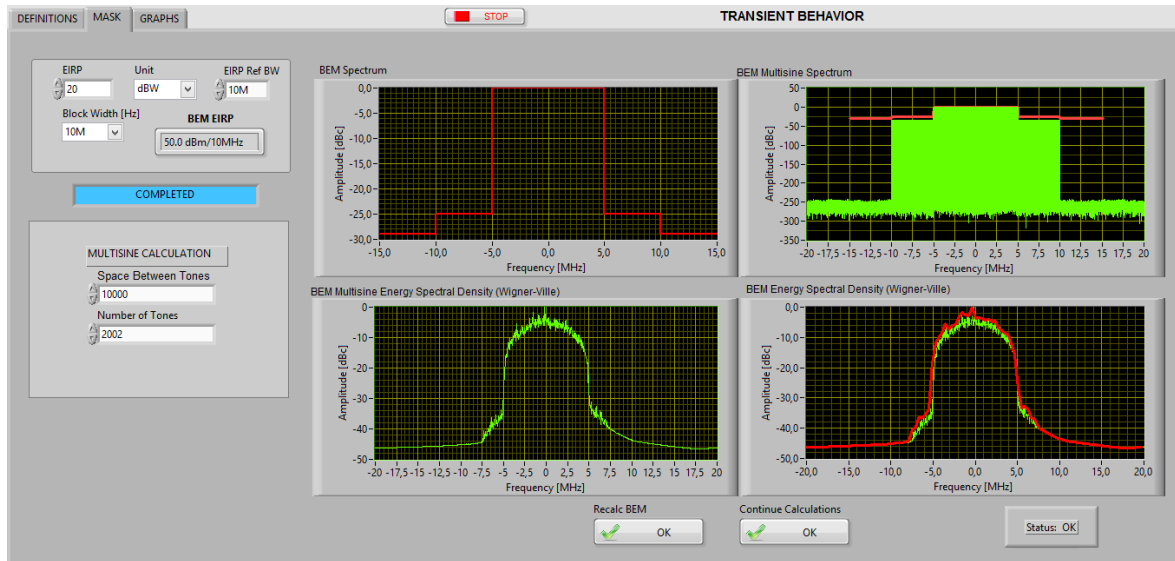 DEFINITIONS MASK GRAPHS
STOP
TRANSIENT BEHAVIOR
EIRP Unit EIRP Ref BW
20 dBW 10M
Block Width [Hz] BEM EIRP
10M 50.0 dBm/10MHz
COMPLETED
MULTISINE CALCULATION
Space Between Tones
10000
Number of Tones
2002
BEM Spectrum
Amplitude [dBc]
0,0
-5,0
-10,0
-15,0
-20,0
-25,0
-30,0
-15,0 -10,0 -5,0 0,0 5,0 10,0 15,0
Frequency [MHz]
BEM Multisine Spectrum
Amplitude [dBc]
50
0
-50
-100
-150
-200
-250
-300
-350
-20 -17,5 -15 -12,5 -10 -7,5 -5 -2,5 0 2,5 5 7,5 10 12,5 15 17,5 20
Frequency [MHz]
BEM Multisine Energy Spectral Density (Wigner-Ville)
Amplitude [dBc]
0
-10
-20
-30
-40
-50
-20 -17,5 -15 -12,5 -10 -7,5 -5 -2,5 0 2,5 5 7,5 10 12,5 15 17,5 20
Frequency [MHz]
BEM Energy Spectral Density (Wigner-Ville)
Amplitude [dBc]
0,0
-10,0
-20,0
-30,0
-40,0
-50,0
-20,0 -15,0 -10,0 -5,0 0,0 5,0 10,0 15,0 20,0
Frequency [MHz]
Recalc BEM
OK
Continue Calculations
OK
Status: OK